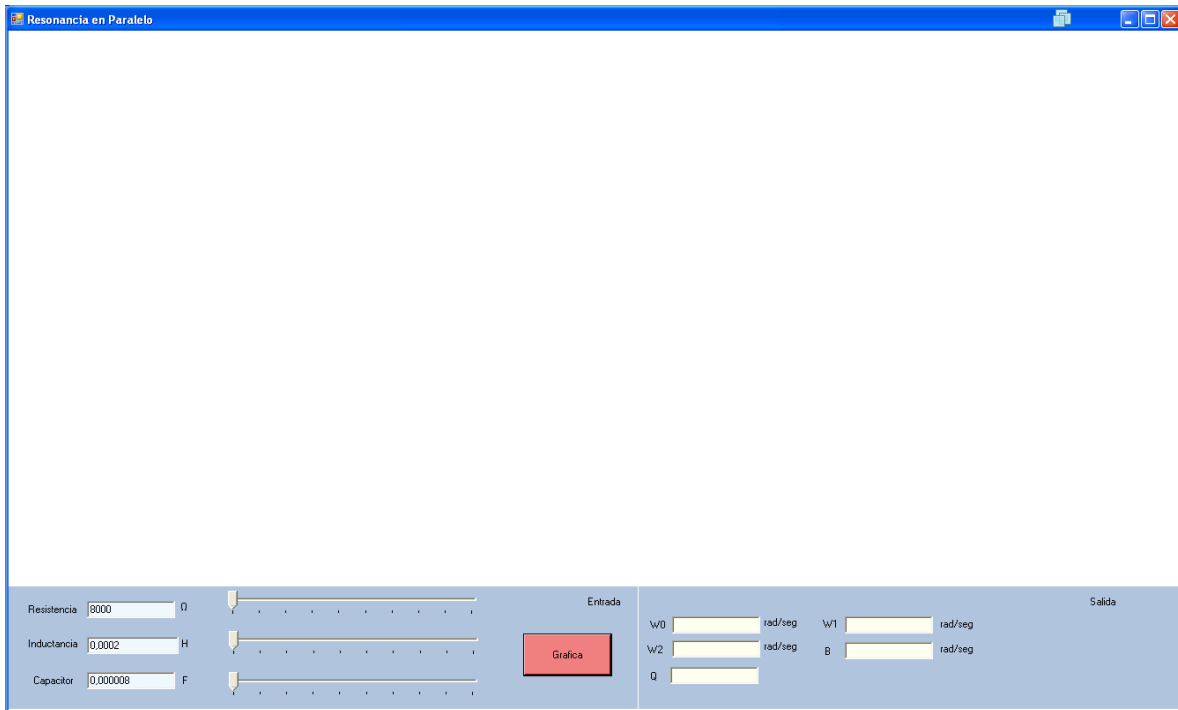 Resonancia en Paralelo
Resistencia 8000 Ω
Inductancia 0,0002 H
Capacitor 0,000008 F
Entrada
Grafica
Salida
W0 rad/seg W1 rad/seg
W2 rad/seg B rad/seg
Q